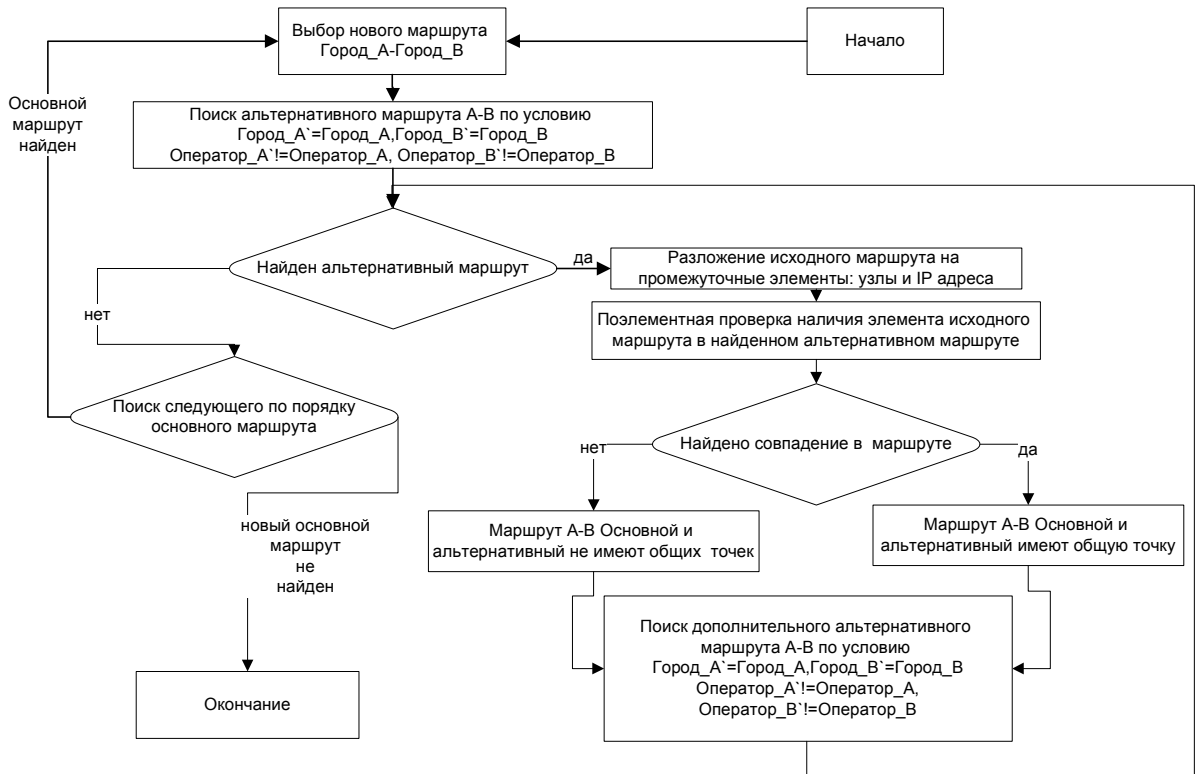 Выбор нового маршрута
Город_А-Город_В
Начало
Основной
маршрут
найден
Поиск альтернативного маршрута А-В по условию
Город_А`=Город_А,Город_В`=Город_В
Оператор_А`!=Оператор_А, Оператор_В`!=Оператор_В
Найден альтернативный маршрут
да
Разложение исходного маршрута на
промежуточные элементы: узлы и IP адреса
нет
Поэлементная проверка наличия элемента исходного
маршрута в найденном альтернативном маршруте
Поиск следующего по порядку
основного маршрута
Найдено совпадение в маршруте
нет
да
новый основной
маршрут
не
найден
Маршрут А-В Основной и
альтернативный не имеют общих точек
Маршрут А-В Основной и
альтернативный имеют общую точку
Поиск дополнительного альтернативного
маршрута А-В по условию
Город_А`=Город_А,Город_В`=Город_В
Оператор_А`!=Оператор_А,
Оператор_В`!=Оператор_В
Окончание